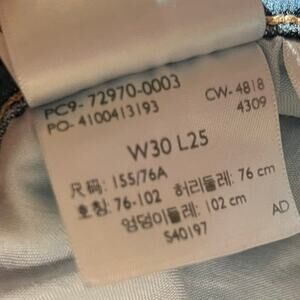 PC9- 72970-0003
CW- 4818
PO- 4100413193
4309
W30 L25
尺码: 155/76A
호칭: 76-102 허리둘레: 76 cm
엉덩이둘레: 102 cm
S40197
AD